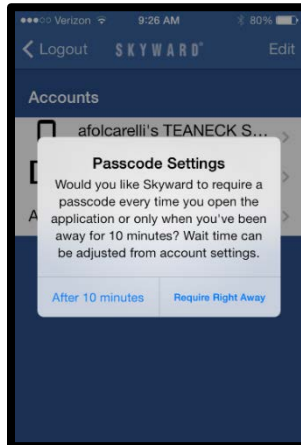 Verizon 9:26 AM 80%
Logout SKYWARD® Edit
Accounts
afolcarelli's TEANECK S...
Passcode Settings
Would you like Skyward to require a
passcode every time you open the
application or only when you've been
away for 10 minutes? Wait time can
be adjusted from account settings.
After 10 minutes Require Right Away